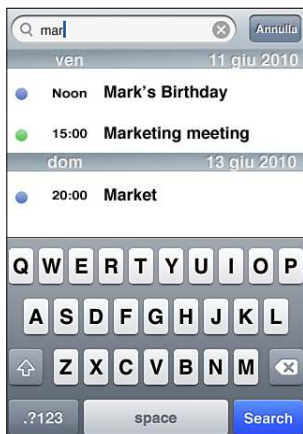 mar Annulla
ven 11 giu 2010
Noon Mark's Birthday
15:00 Marketing meeting
dom 13 giu 2010
20:00 Market
Q W E R T Y U I O P
A S D F G H J K L
Z X C V B N M
.?123 space Search